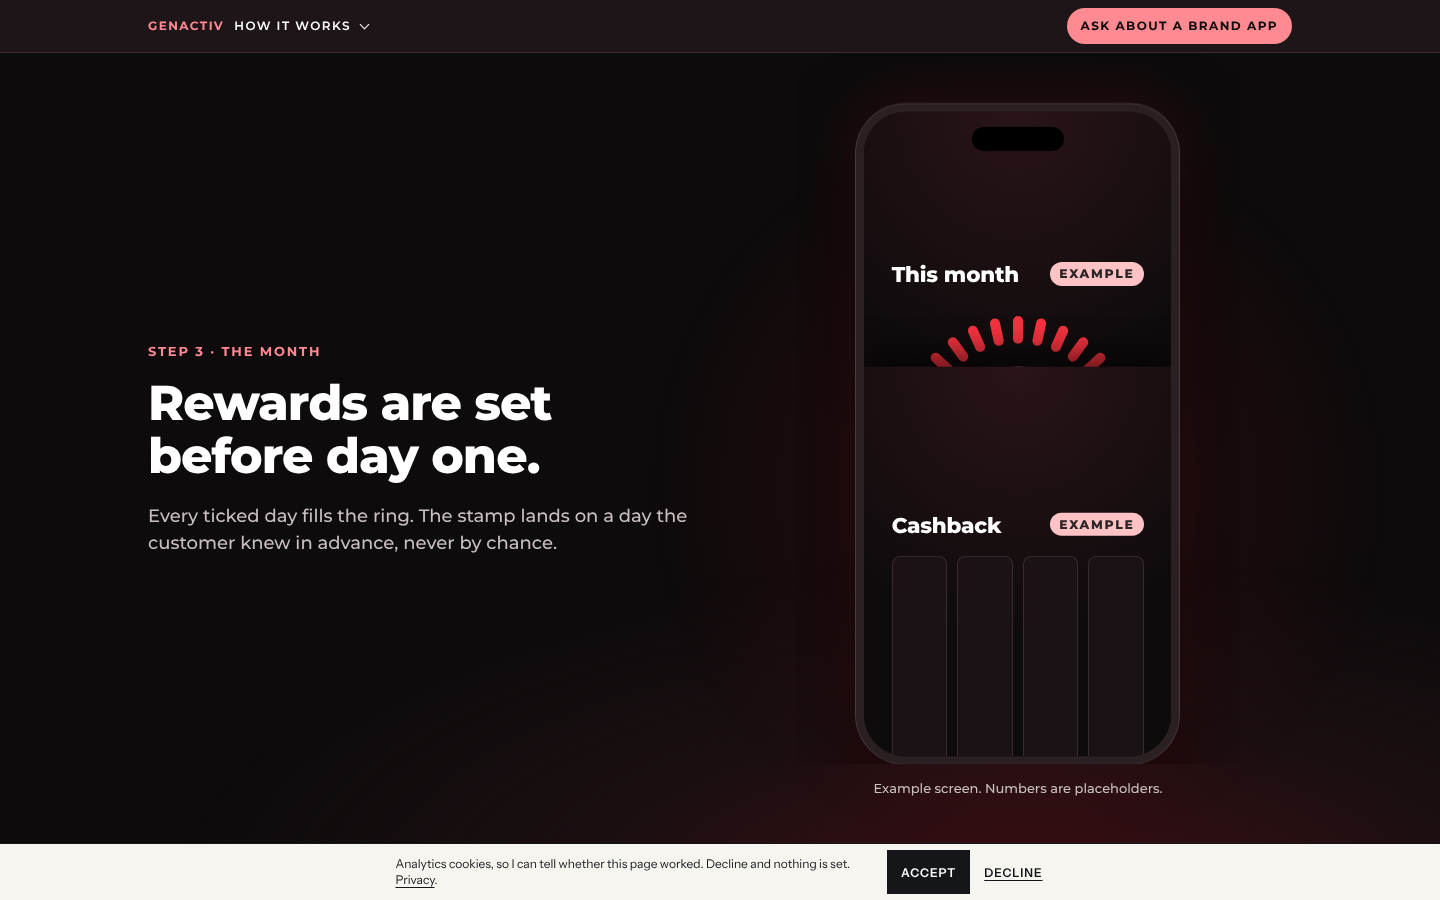 GENACTIV HOW IT WORKS
ASK ABOUT A BRAND APP
STEP 3 · THE MONTH
Rewards are set
before day one.
Every ticked day fills the ring. The stamp lands on a day the
customer knew in advance, never by chance.
This month EXAMPLE
Cashback EXAMPLE
Example screen. Numbers are placeholders.
Analytics cookies, so I can tell whether this page worked. Decline and nothing is set.
Privacy.
ACCEPT DECLINE